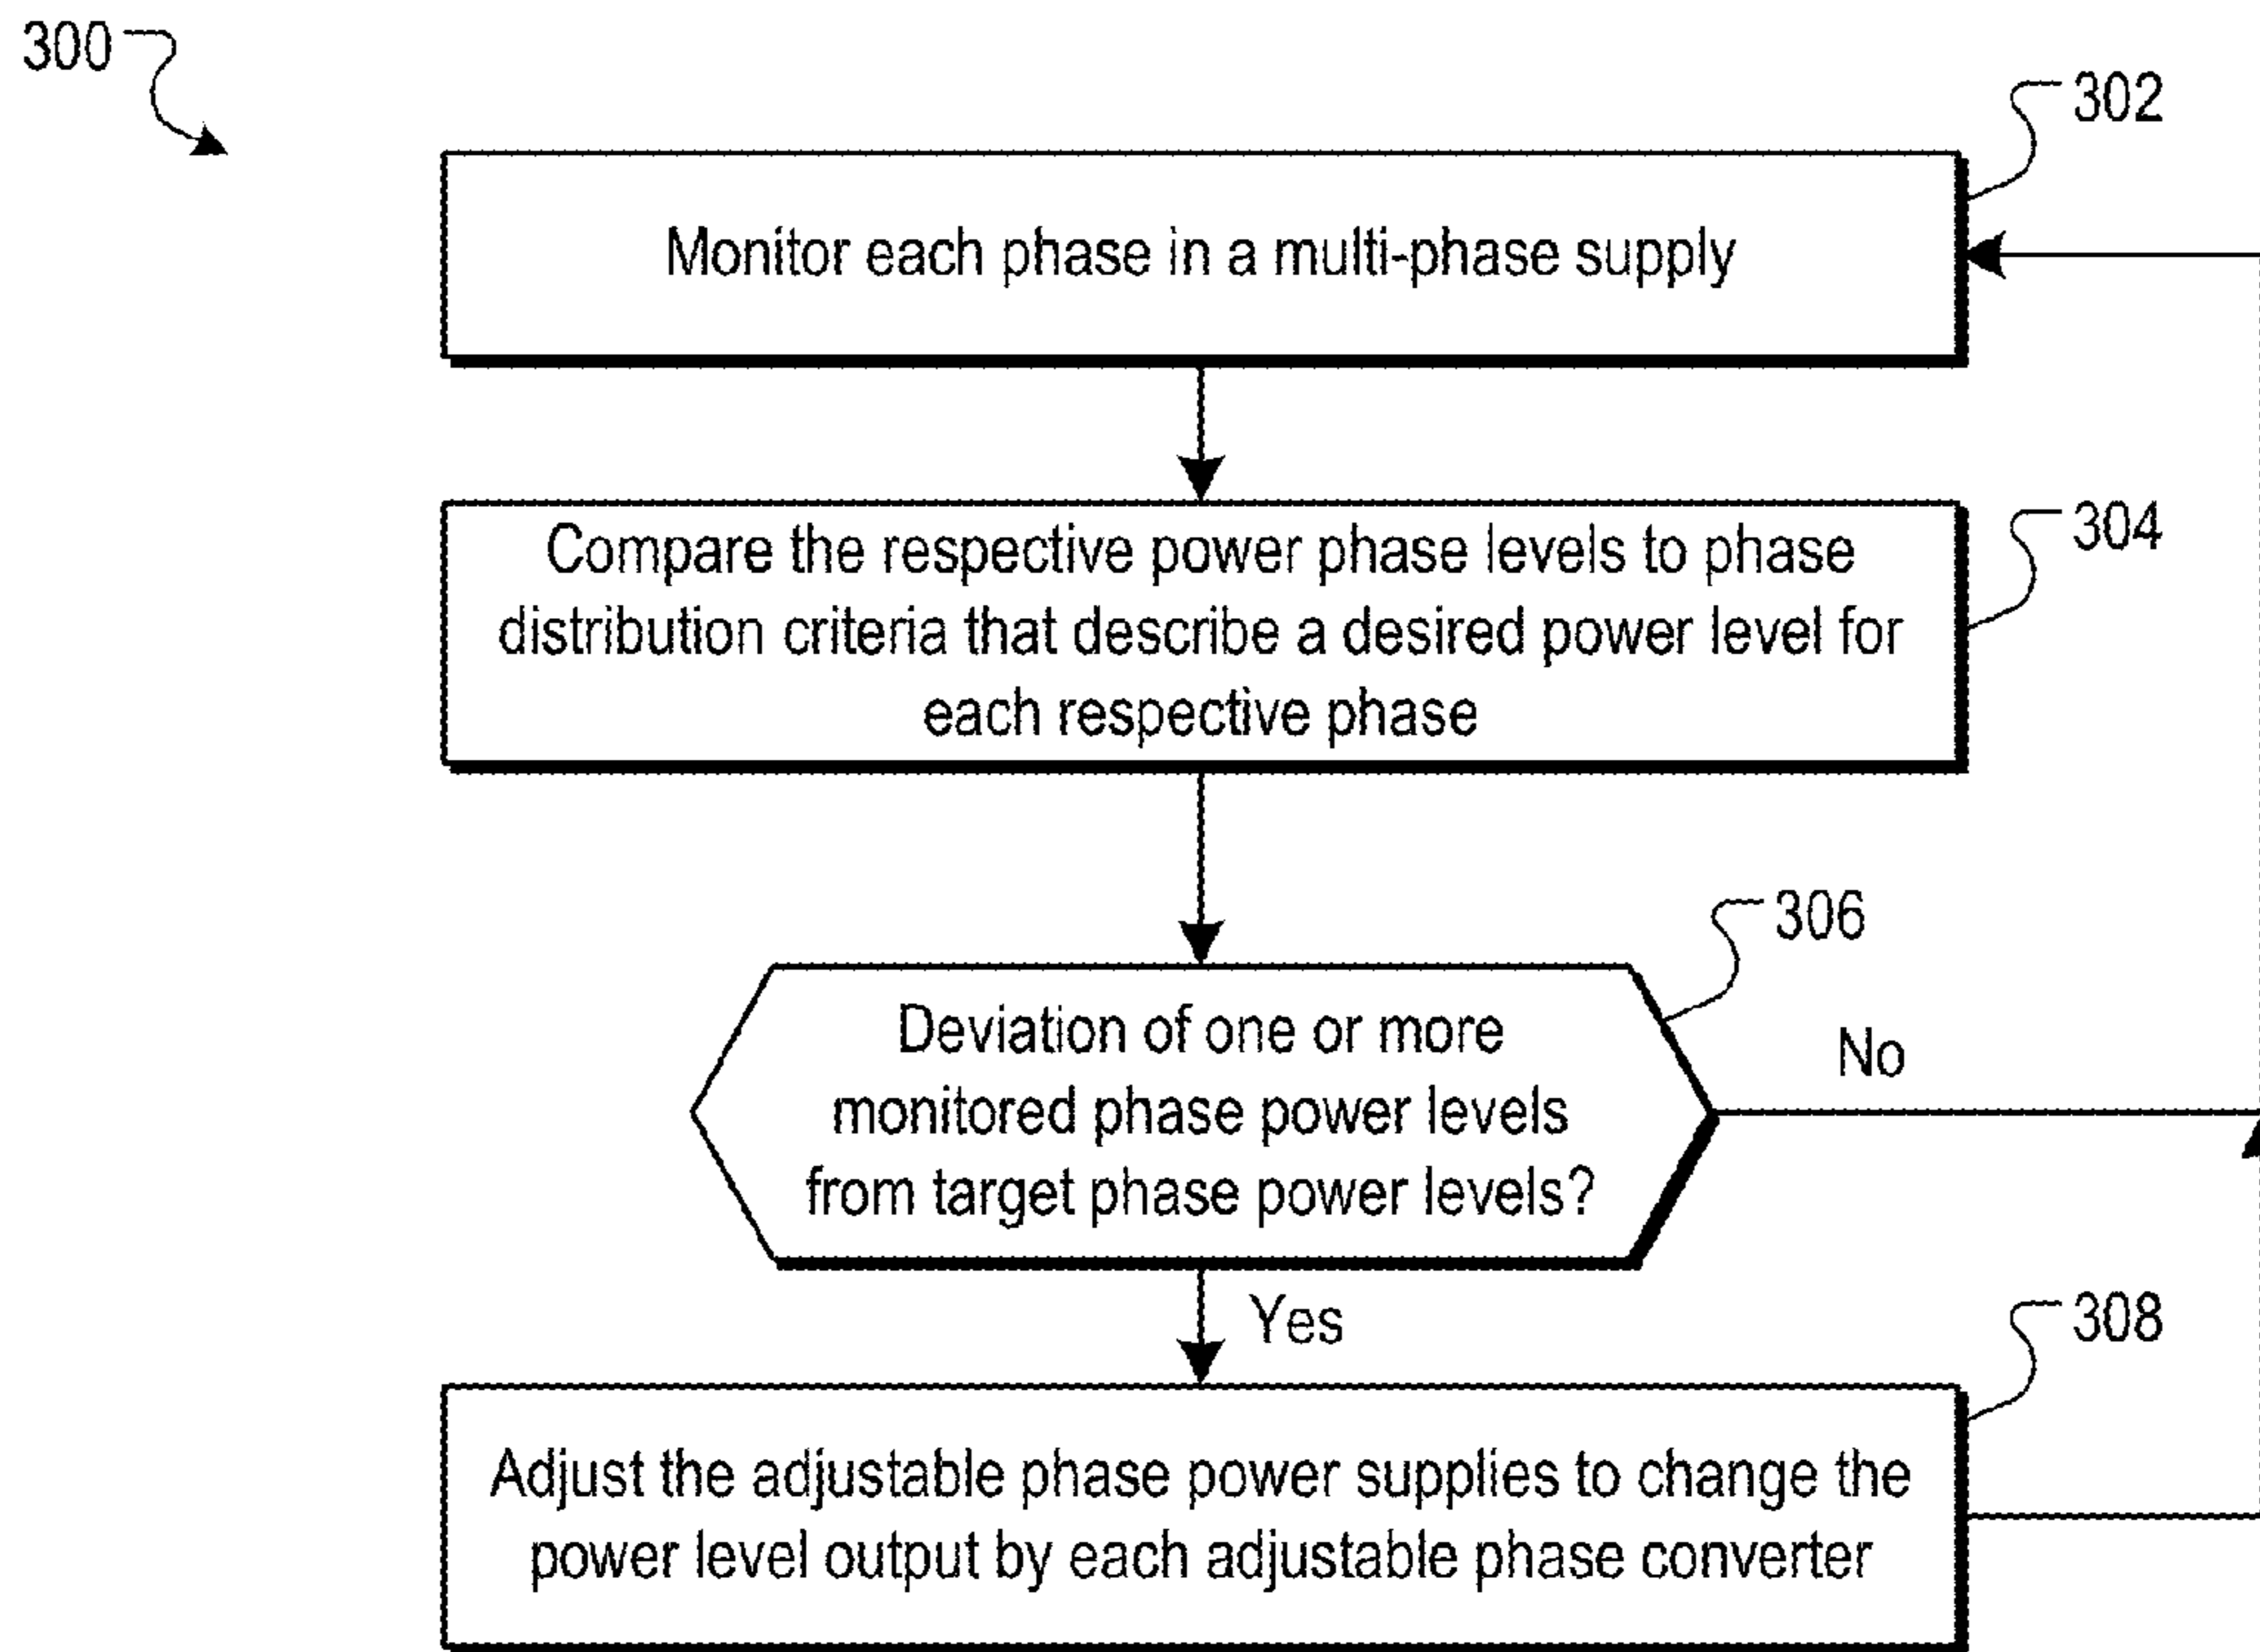 300
302
Monitor each phase in a multi-phase supply
304
Compare the respective power phase levels to phase
distribution criteria that describe a desired power level for
each respective phase
306
Deviation of one or more
monitored phase power levels
from target phase power levels?
No
Yes
308
Adjust the adjustable phase power supplies to change the
power level output by each adjustable phase converter